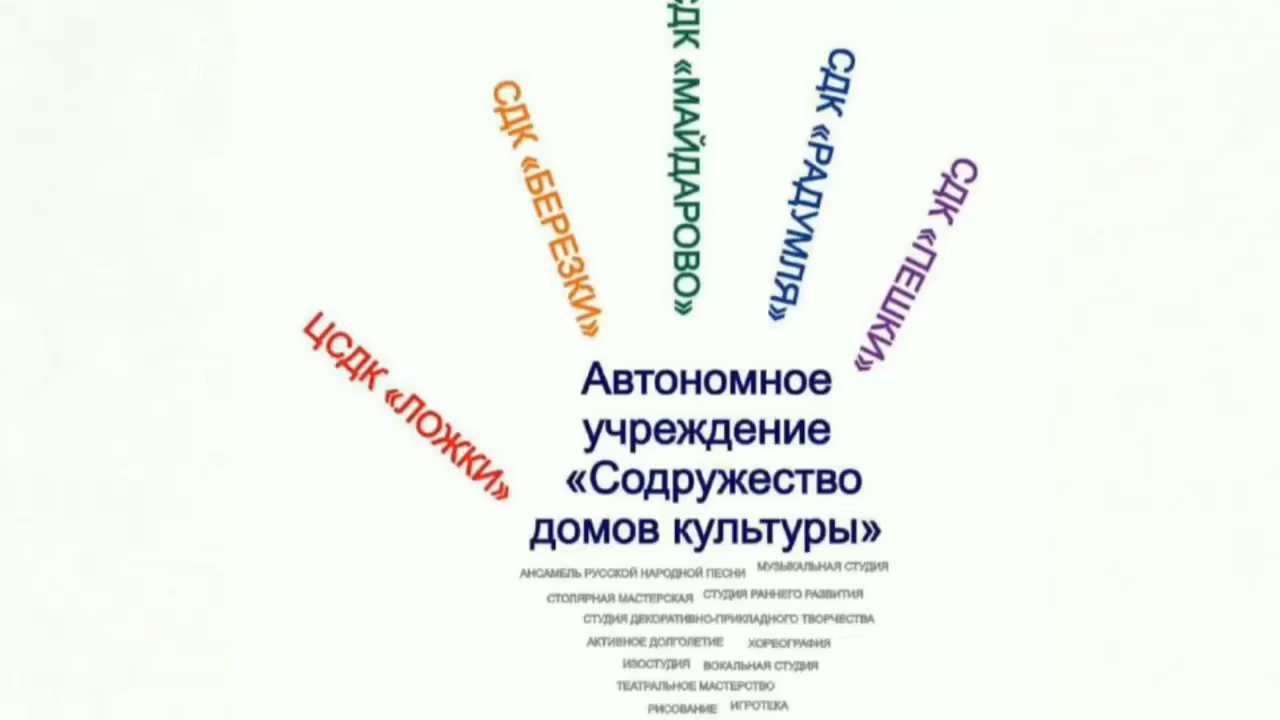 ЦСДК «ЛОЖКИ»
СДК «БЕРЕЗКИ»
СДК «МАЙДАРОВО»
СДК «РАДУМЛЯ»
СДК «ПЕШКИ»
Автономное
учреждение
«Содружество
домов культуры»
АНСАМБЛЬ РУССКОЙ НАРОДНОЙ ПЕСНИ МУЗЫКАЛЬНАЯ СТУДИЯ
СТОЛЯРНАЯ МАСТЕРСКАЯ СТУДИЯ РАННЕГО РАЗВИТИЯ
СТУДИЯ ДЕКОРАТИВНО-ПРИКЛАДНОГО ТВОРЧЕСТВА
АКТИВНОЕ ДОЛГОЛЕТИЕ ХОРЕОГРАФИЯ
ИЗОСТУДИЯ ВОКАЛЬНАЯ СТУДИЯ
ТЕАТРАЛЬНОЕ МАСТЕРСТВО
РИСОВАНИЕ ИГРОТЕКА